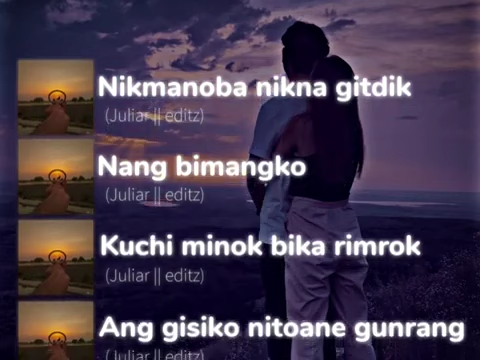 Nikmanoba nikna gitdik
(Juliar || editz)
Nang bimangko
(Juliar || editz)
Kuchi minok bika rimrok
(Juliar || editz)
Ang gisiko nitoane gunrang
(Juliar || editz)